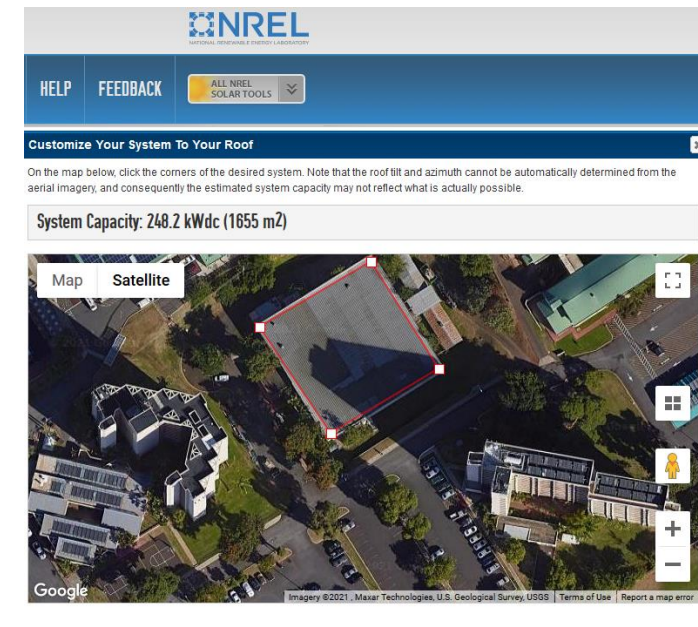 NREL
NATIONAL RENEWABLE ENERGY LABORATORY
HELP
FEEDBACK
ALL NREL
SOLAR TOOLS
Customize Your System To Your Roof
On the map below, click the corners of the desired system. Note that the roof tilt and azimuth cannot be automatically determined from the
aerial imagery, and consequently the estimated system capacity may not reflect what is actually possible.
System Capacity: 248.2 kWdc (1655 m2)
Map Satellite
Google
Imagery ©2021 , Maxar Technologies, U.S. Geological Survey, USGS Terms of Use Report a map error